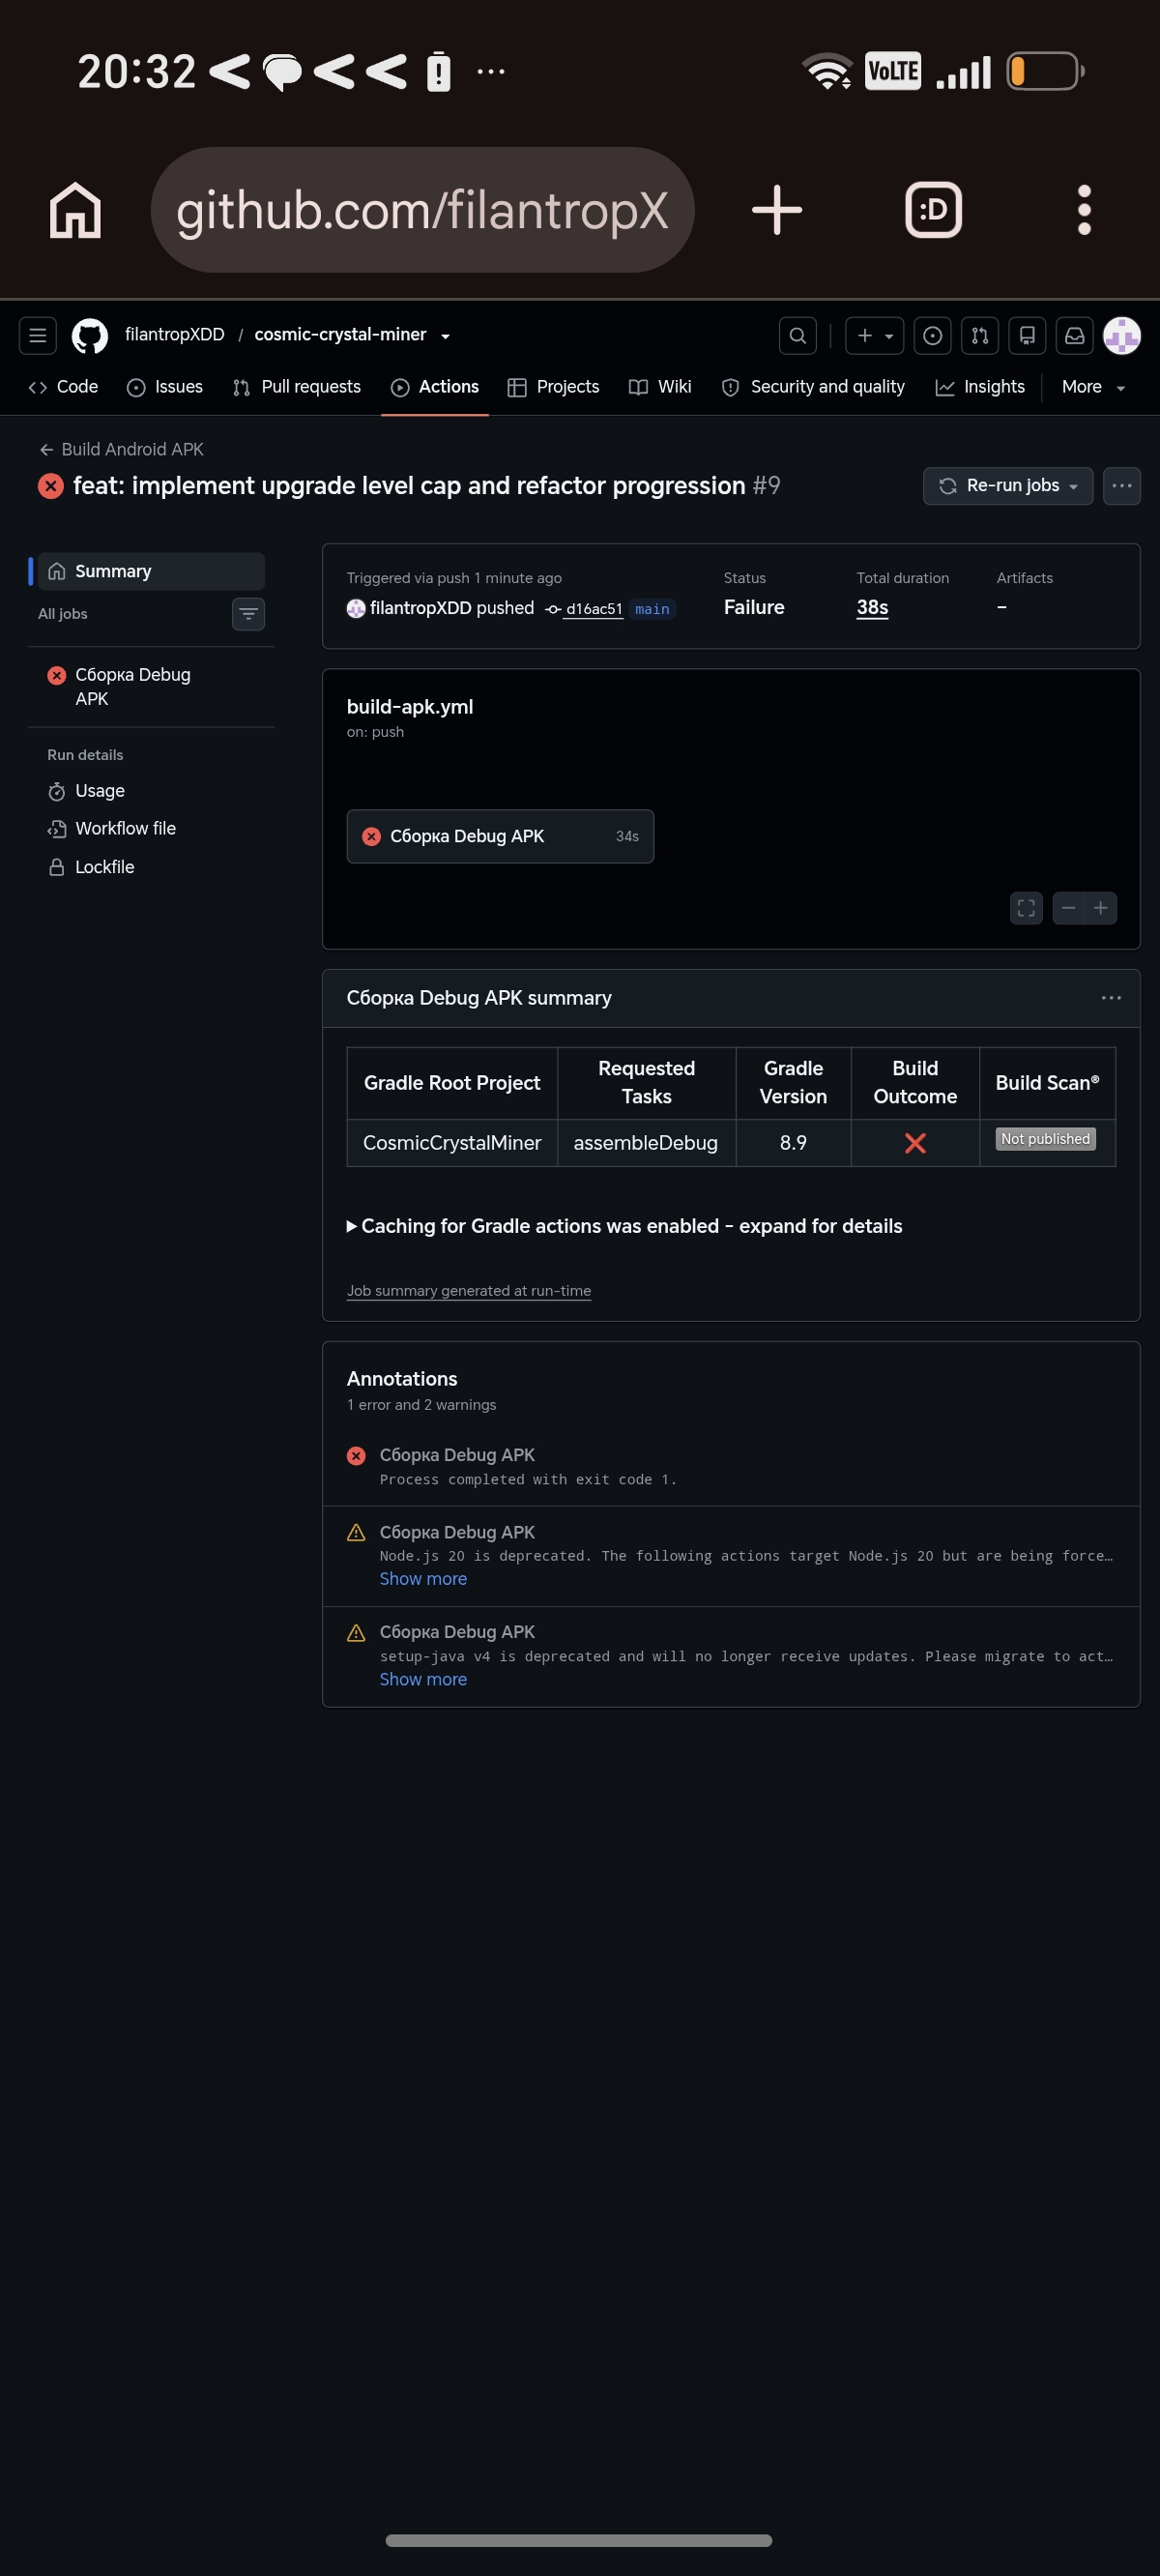 20:32
VoLTE
github.com/filantropX
:D
filantropXDD / cosmic-crystal-miner
Code Issues Pull requests Actions Projects Wiki Security and quality Insights More
Build Android APK
feat: implement upgrade level cap and refactor progression #9
Re-run jobs
Summary
All jobs
Сборка Debug
APK
Run details
Usage
Workflow file
Lockfile
Triggered via push 1 minute ago
filantropXDD pushed d16ac51 main
Status
Failure
Total duration
38s
Artifacts
–
build-apk.yml
on: push
Сборка Debug APK 34s
Сборка Debug APK summary
Gradle Root Project
Requested
Tasks
Gradle
Version
Build
Outcome
Build Scan®
CosmicCrystalMiner assembleDebug 8.9 ❌ Not published
Caching for Gradle actions was enabled - expand for details
Job summary generated at run-time
Annotations
1 error and 2 warnings
Сборка Debug APK
Process completed with exit code 1.
Сборка Debug APK
Node.js 20 is deprecated. The following actions target Node.js 20 but are being force…
Show more
Сборка Debug APK
setup-java v4 is deprecated and will no longer receive updates. Please migrate to act…
Show more